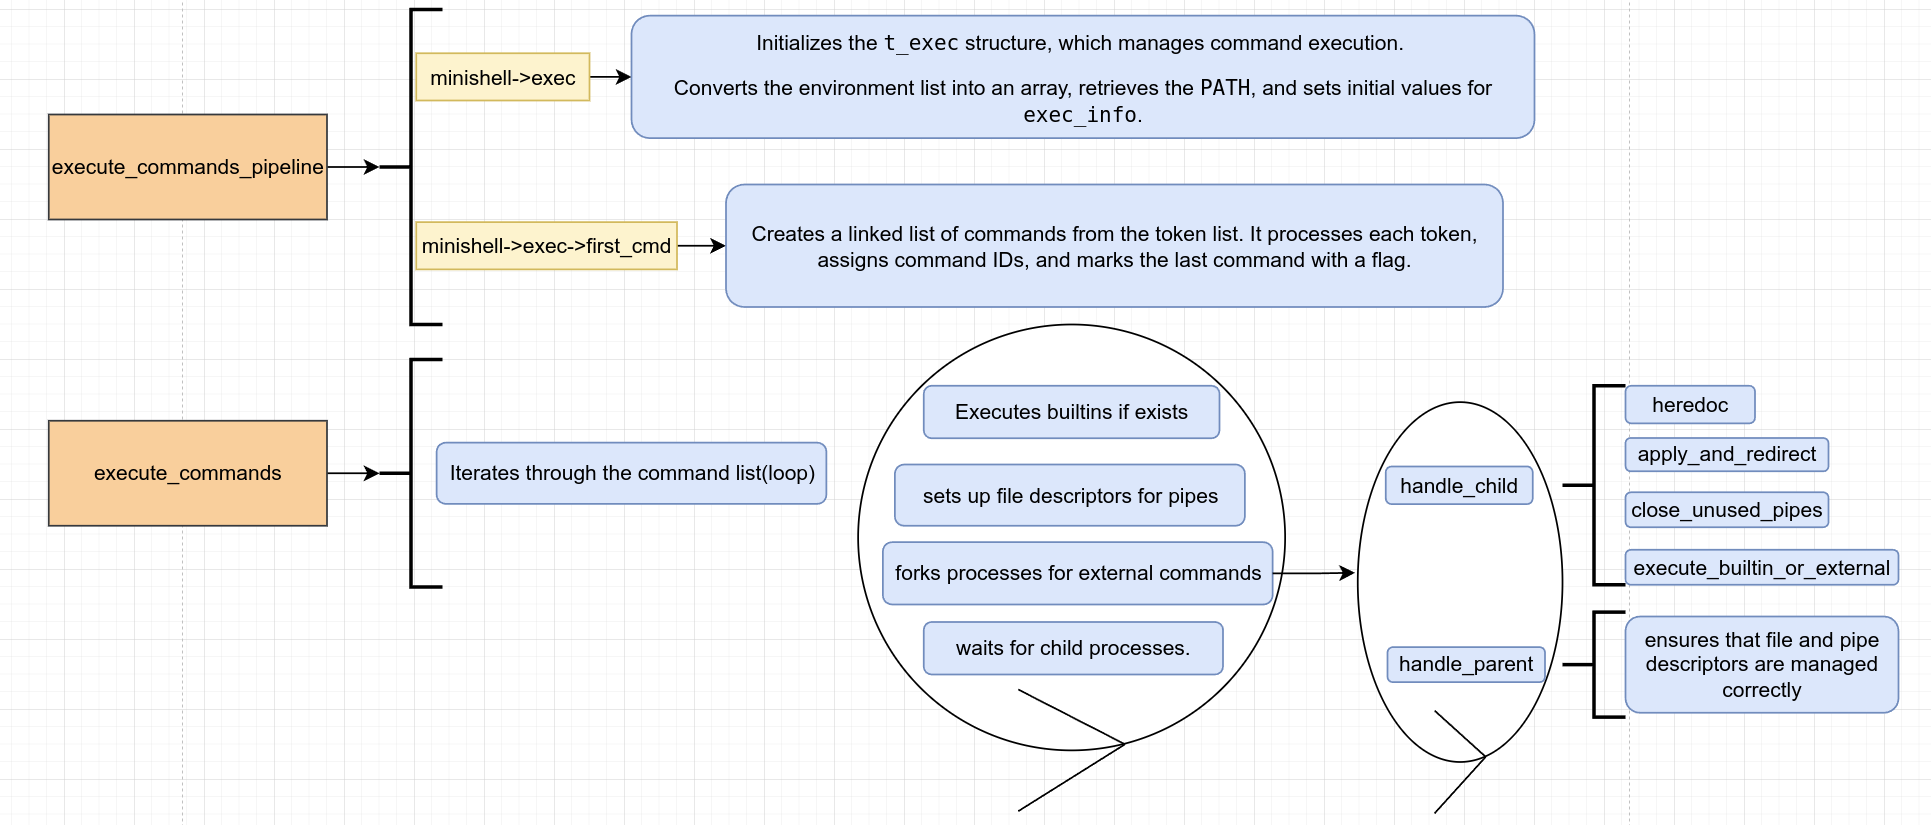 execute_commands_pipeline
minishell->exec
Initializes the t_exec structure, which manages command execution.
Converts the environment list into an array, retrieves the PATH, and sets initial values for
exec_info.
minishell->exec->first_cmd
Creates a linked list of commands from the token list. It processes each token,
assigns command IDs, and marks the last command with a flag.
execute_commands
Iterates through the command list(loop)
Executes builtins if exists
sets up file descriptors for pipes
forks processes for external commands
waits for child processes.
handle_child
heredoc
apply_and_redirect
close_unused_pipes
execute_builtin_or_external
handle_parent
ensures that file and pipe
descriptors are managed
correctly